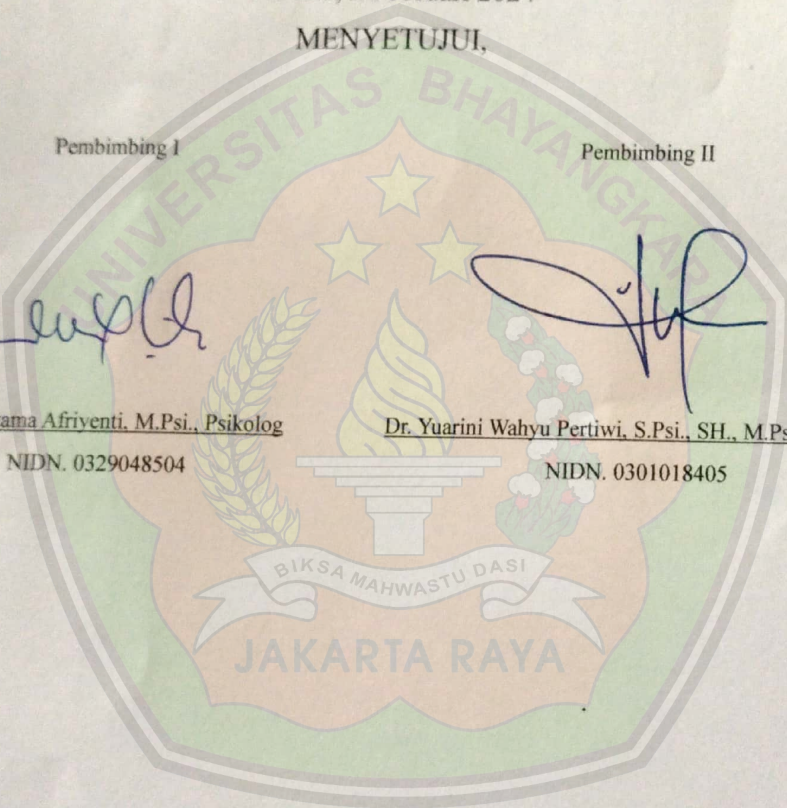 MENYETUJUI,
Pembimbing I
Pembimbing II
Afriyenti, M.Psi., Psikolog
NIDN. 0329048504
Dr. Yuarini Wahyu Pertiwi, S.Psi., SH.,
NIDN. 0301018405
UNIVERSITAS BHAYANGKARA
BIKSA MAHWASTU DASI
JAKARTA RAYA